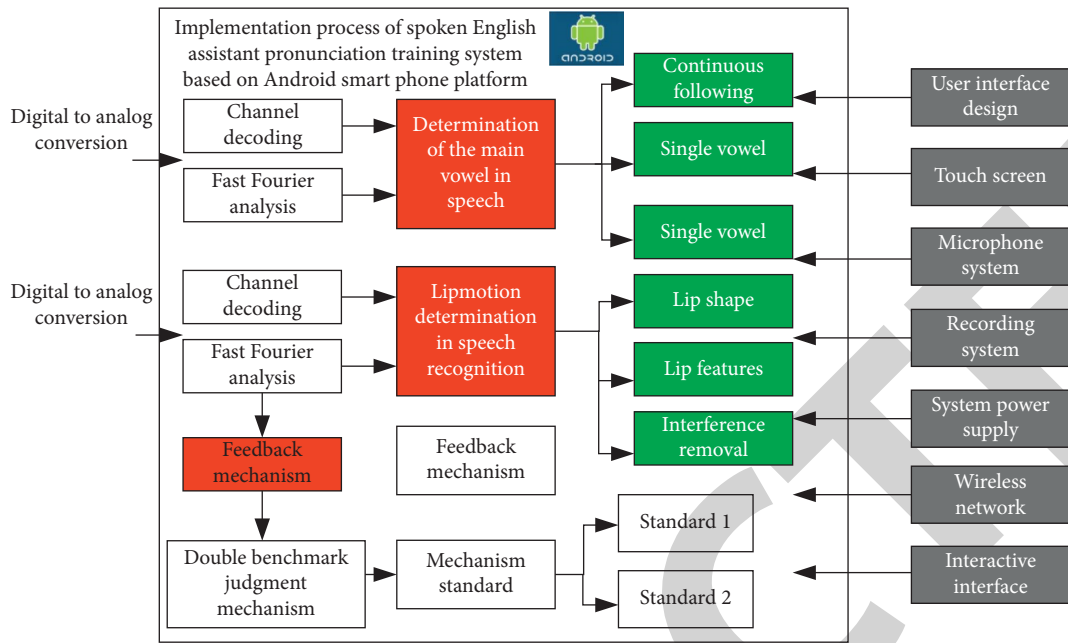 Implementation process of spoken English
assistant pronunciation training system
based on Android smart phone platform
ANDROID
Digital to analog
conversion
Channel
decoding
Fast Fourier
analysis
Determination
of the main
vowel in
speech
Continuous
following
Single vowel
Single vowel
User interface
design
Touch screen
Microphone
system
Digital to analog
conversion
Channel
decoding
Fast Fourier
analysis
Lipmotion
determination
in speech
recognition
Lip shape
Lip features
Interference
removal
Recording
system
System power
supply
Feedback
mechanism
Feedback
mechanism
Wireless
network
Double benchmark
judgment
mechanism
Mechanism
standard
Standard 1
Standard 2
Interactive
interface